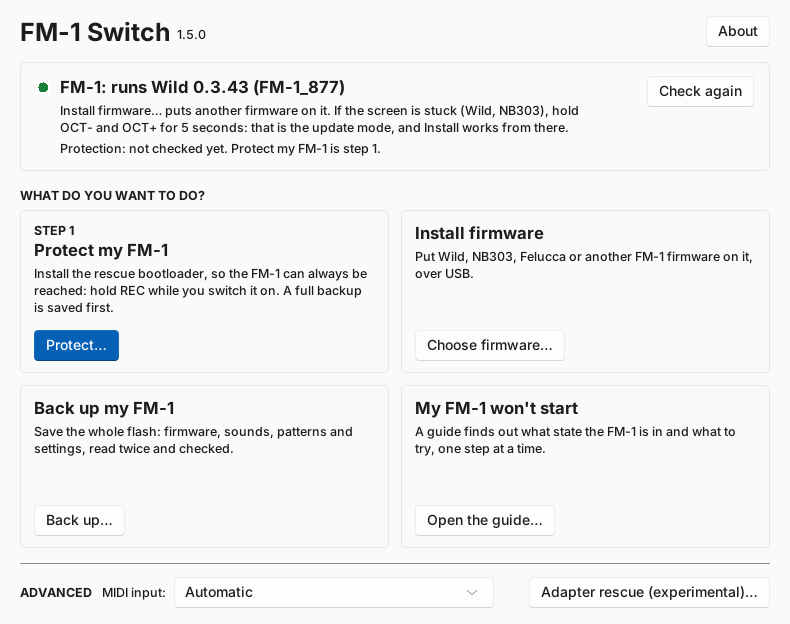 FM-1 Switch 1.5.0
About
FM-1: runs Wild 0.3.43 (FM-1_877)
Check again
Install firmware... puts another firmware on it. If the screen is stuck (Wild, NB303), hold
OCT- and OCT+ for 5 seconds: that is the update mode, and Install works from there.
Protection: not checked yet. Protect my FM-1 is step 1.
WHAT DO YOU WANT TO DO?
STEP 1
Protect my FM-1
Install the rescue bootloader, so the FM-1 can always be
reached: hold REC while you switch it on. A full backup
is saved first.
Protect...
Install firmware
Put Wild, NB303, Felucca or another FM-1 firmware on it,
over USB.
Choose firmware...
Back up my FM-1
Save the whole flash: firmware, sounds, patterns and
settings, read twice and checked.
Back up...
My FM-1 won't start
A guide finds out what state the FM-1 is in and what to
try, one step at a time.
Open the guide...
ADVANCED MIDI input: Automatic
Adapter rescue (experimental)...